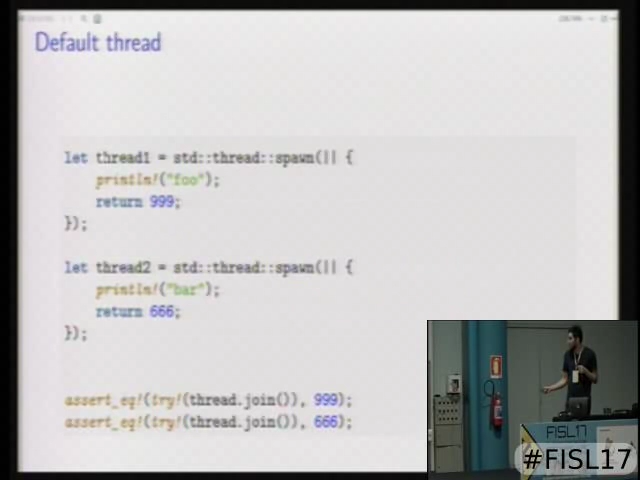 Default thread
let thread1 = std::thread::spawn(|| {
println!("foo");
return 999;
});
let thread2 = std::thread::spawn(|| {
println!("bar");
return 666;
});
assert_eq!(try!(thread.join()), 999);
assert_eq!(try!(thread.join()), 666);
FISL17
#FISL17